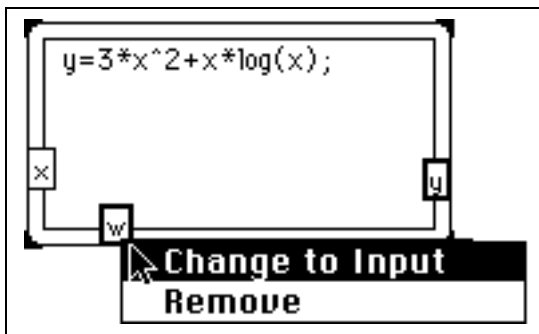 y=3*x^2+x*log(x);
x
y
w
Change to Input
Remove